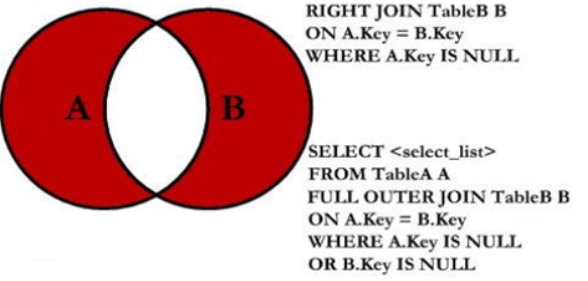 RIGHT JOIN TableB B
ON A.Key = B.Key
WHERE A.Key IS NULL
A
B
SELECT <select_list>
FROM TableA A
FULL OUTER JOIN TableB B
ON A.Key = B.Key
WHERE A.Key IS NULL
OR B.Key IS NULL